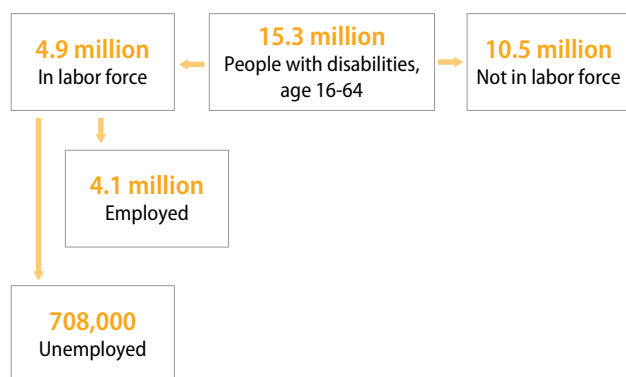 4.9 million
In labor force
15.3 million
People with disabilities,
age 16-64
10.5 million
Not in labor force
4.1 million
Employed
708,000
Unemployed